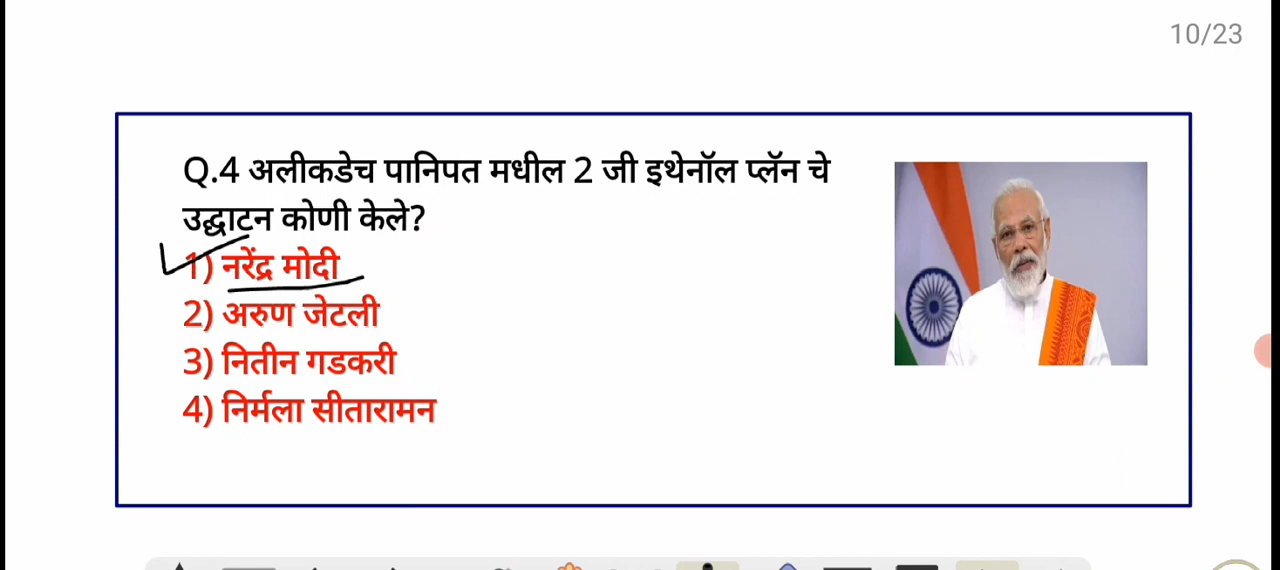 10/23
Q.4 अलीकडेच पानिपत मधील 2 जी इथेनॉल प्लॅन चे
उद्घाटन कोणी केले?
1) नरेंद्र मोदी
2) अरुण जेटली
3) नितीन गडकरी
4) निर्मला सीतारामन